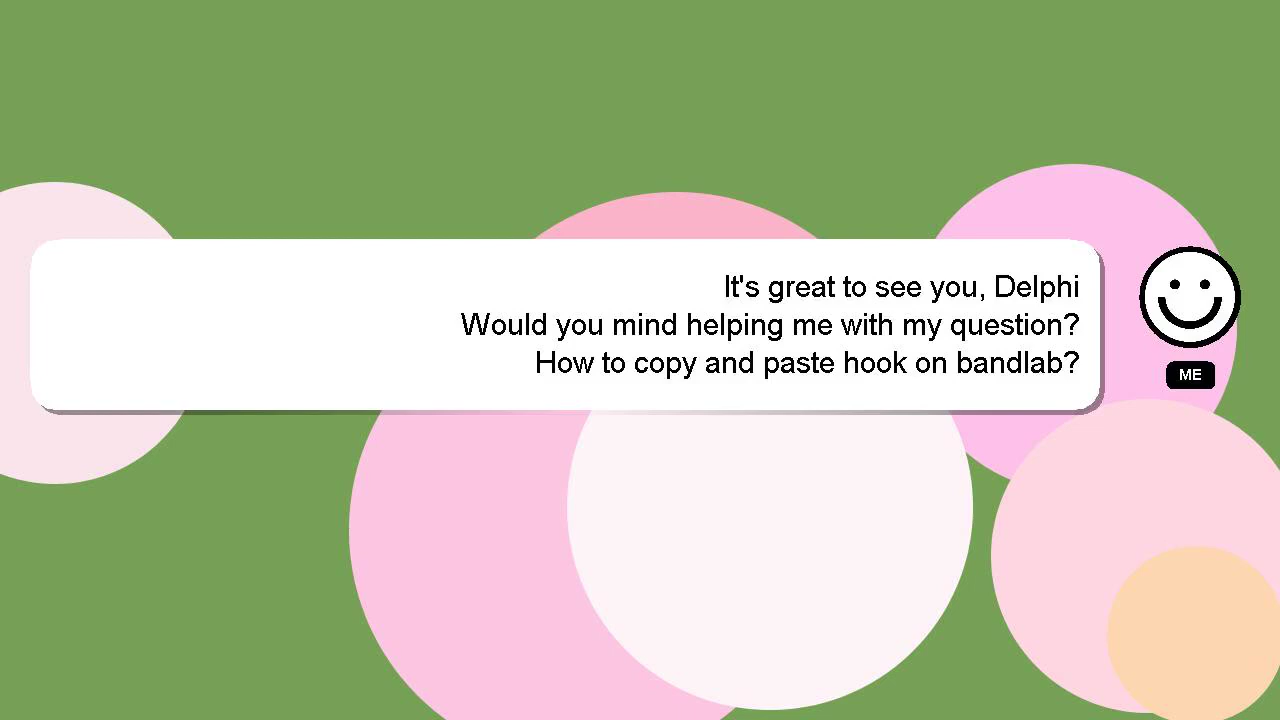 It's great to see you, Delphi
Would you mind helping me with my question?
How to copy and paste hook on bandlab?
ME